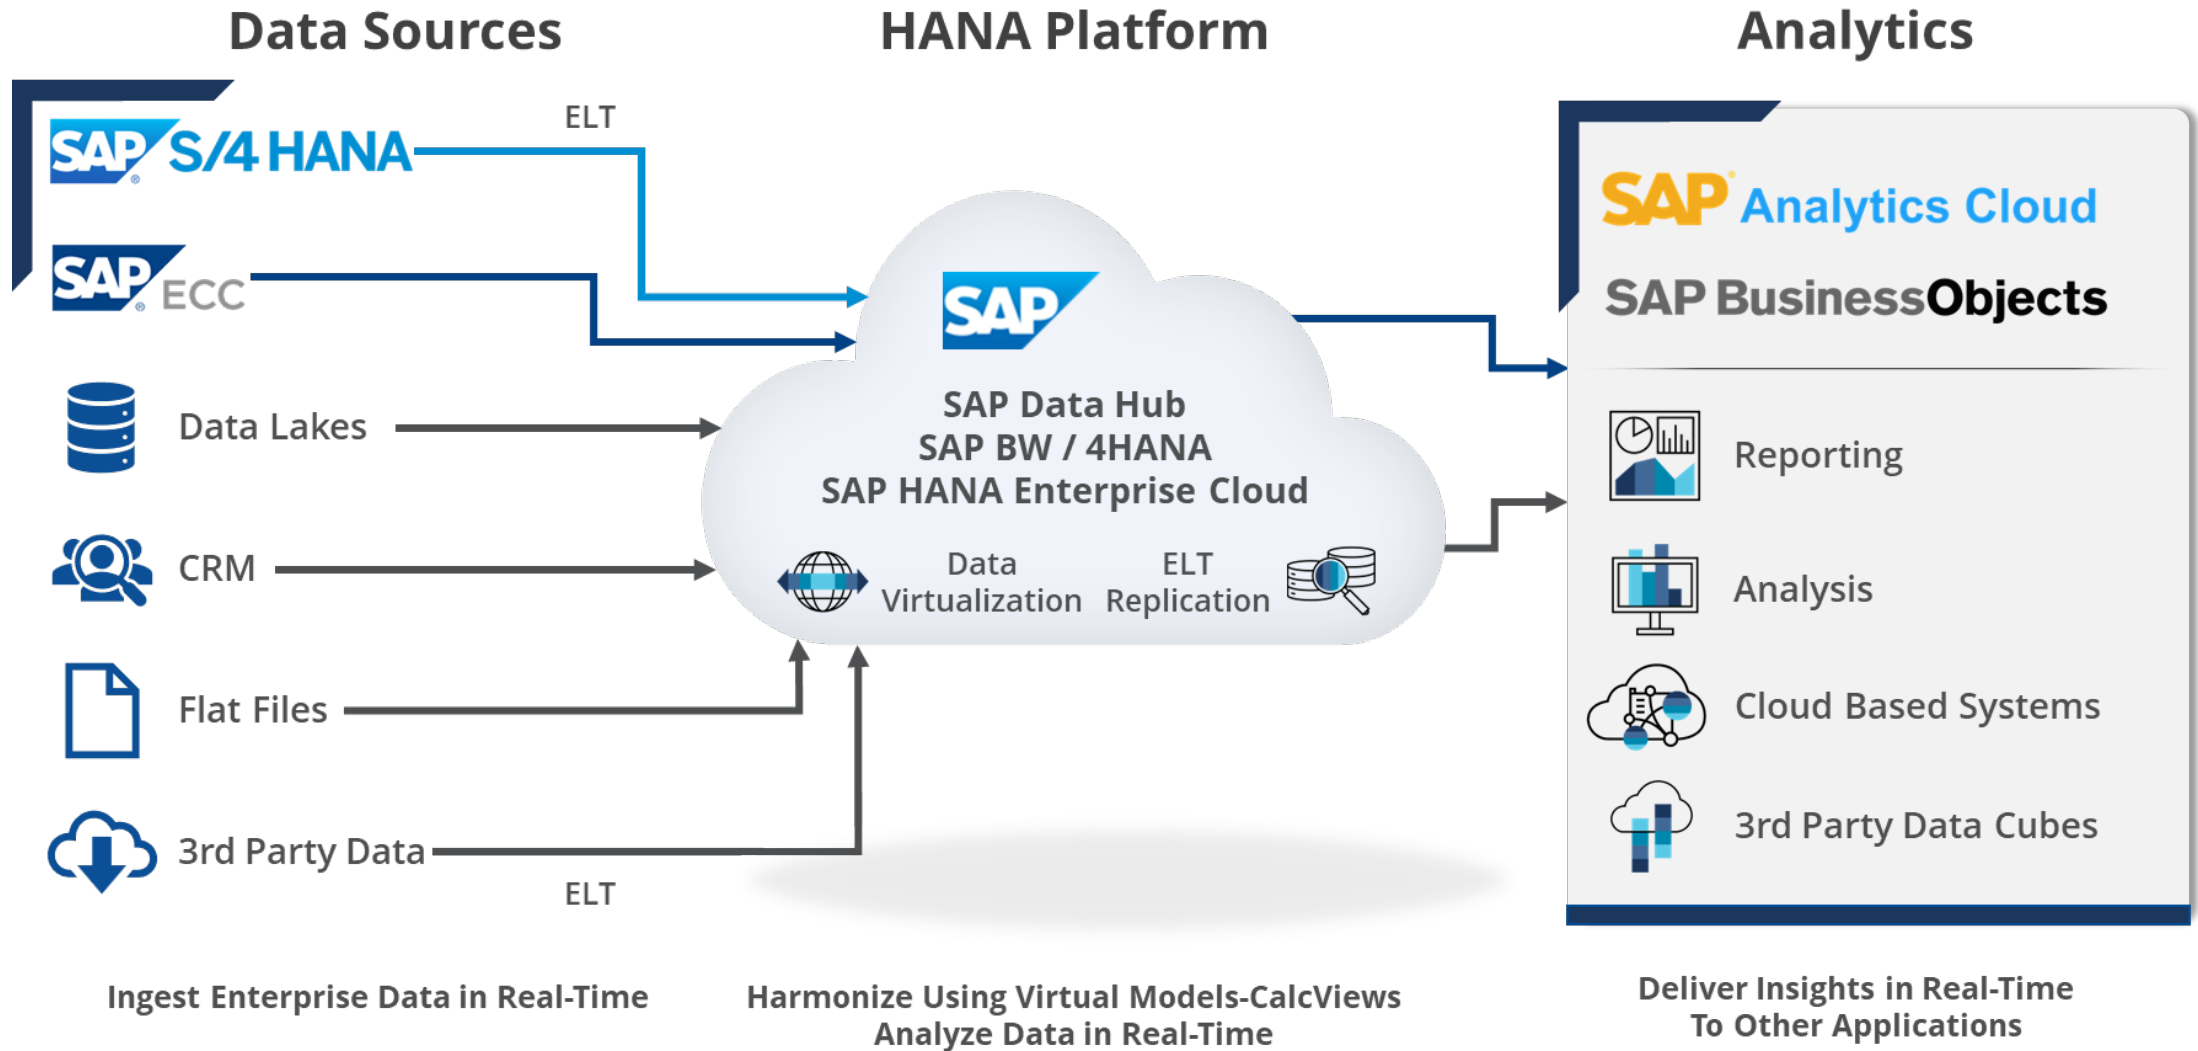 Data Sources
HANA Platform
Analytics
SAP® S/4 HANA
ELT
SAP® ECC
Data Lakes
CRM
Flat Files
3rd Party Data
ELT
SAP
SAP Data Hub
SAP BW / 4HANA
SAP HANA Enterprise Cloud
Data
Virtualization
ELT
Replication
SAP Analytics Cloud
SAP BusinessObjects
Reporting
Analysis
Cloud Based Systems
3rd Party Data Cubes
Ingest Enterprise Data in Real-Time
Harmonize Using Virtual Models-CalcViews
Analyze Data in Real-Time
Deliver Insights in Real-Time
To Other Applications